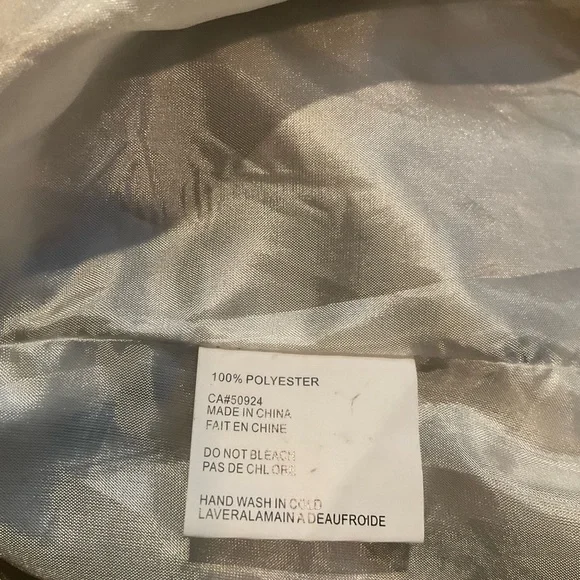 100% POLYESTER
CA#50924
MADE IN CHINA
FAIT EN CHINE
DO NOT BLEACH
PAS DE CHLORE
HAND WASH IN COLD
LAVERALAMAIN A DEAUFROIDE